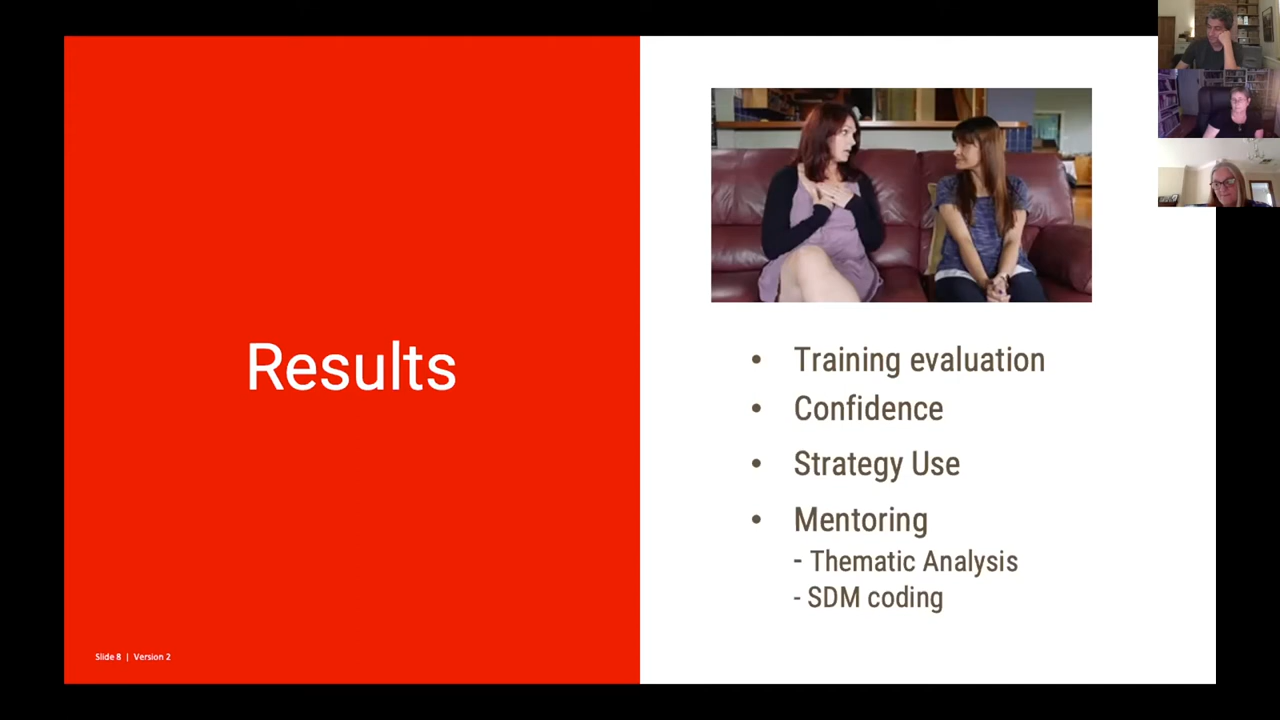 Results
• Training evaluation
• Confidence
• Strategy Use
• Mentoring
- Thematic Analysis
- SDM coding
Slide 8 | Version 2